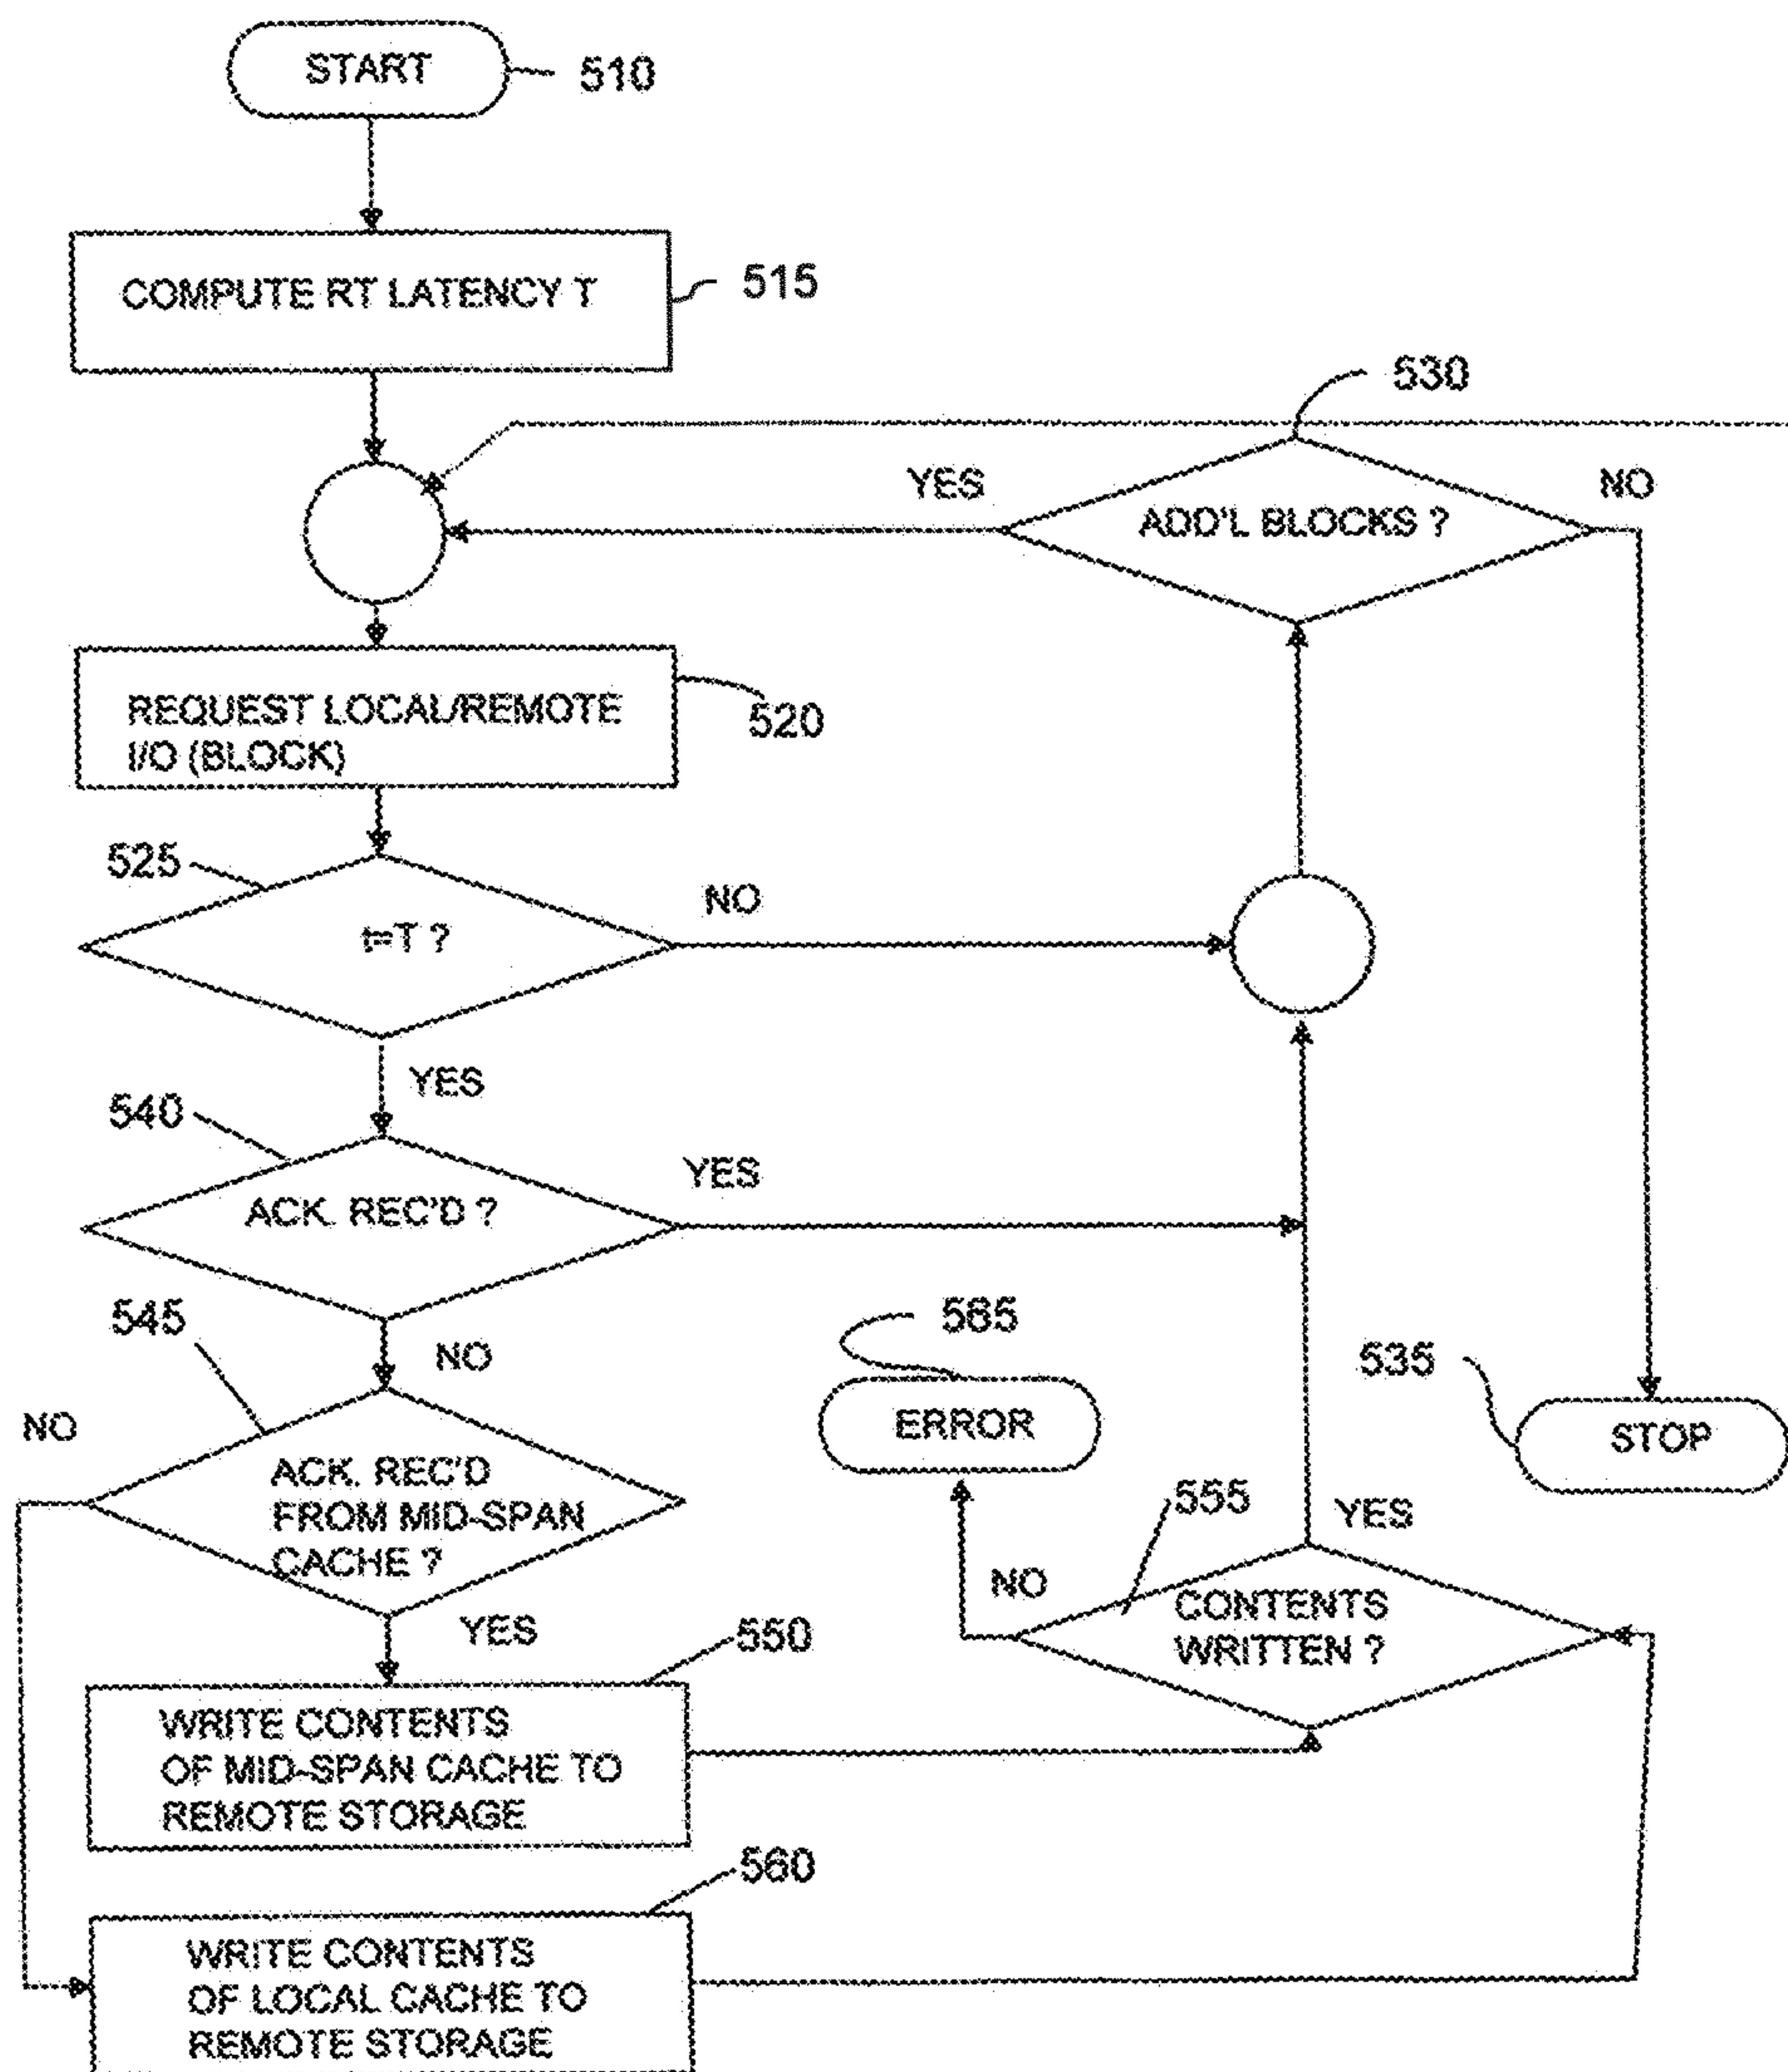 START
510
COMPUTE RT LATENCY T
515
530
YES
ADD'L BLOCKS ?
NO
REQUEST LOCAL/REMOTE
I/O (BLOCK)
520
525
t=T ?
NO
YES
540
ACK. REC'D ?
YES
545
NO
565
ERROR
535
STOP
NO
ACK. REC'D
FROM MID-SPAN
CACHE ?
555
YES
NO
CONTENTS
WRITTEN ?
YES
550
WRITE CONTENTS
OF MID-SPAN CACHE TO
REMOTE STORAGE
560
WRITE CONTENTS
OF LOCAL CACHE TO
REMOTE STORAGE